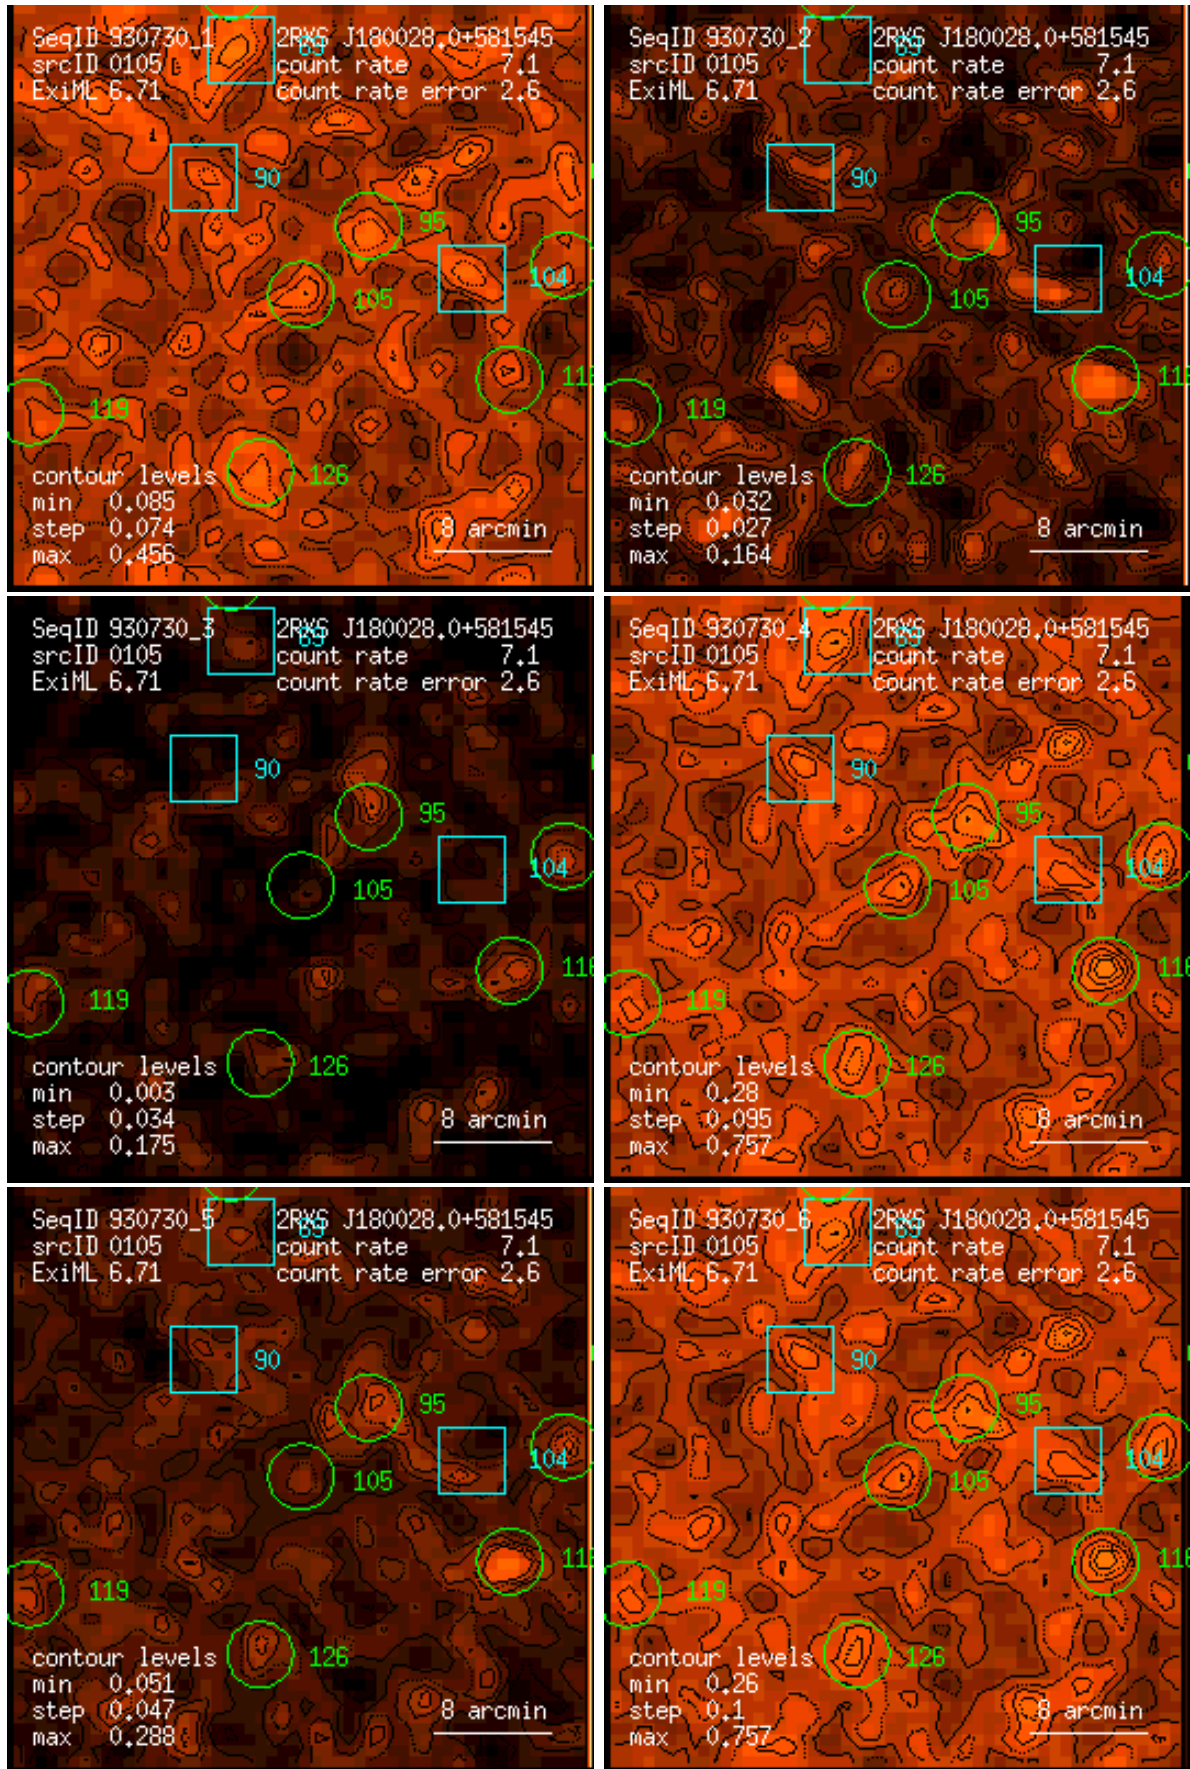 SeqID 930730_1 2RXS J180028.0+581545
srcID 0105 count rate 7.1
ExiML 6.71 count rate error 2.6
69
90
95
104
105
119
126
contour levels
min 0.085
step 0.074
max 0.456
8 arcmin
SeqID 930730_2 2RXS J180028.0+581545
srcID 0105 count rate 7.1
ExiML 6.71 count rate error 2.6
90
95
104
105
119
126
contour levels
min 0.032
step 0.027
max 0.164
8 arcmin
SeqID 930730_3 2RXS J180028.0+581545
srcID 0105 count rate 7.1
ExiML 6.71 count rate error 2.6
90
95
104
105
119
126
contour levels
min 0.003
step 0.034
max 0.175
8 arcmin
SeqID 930730_4 2RXS J180028.0+581545
srcID 0105 count rate 7.1
ExiML 6.71 count rate error 2.6
90
95
104
105
119
126
contour levels
min 0.28
step 0.095
max 0.757
8 arcmin
SeqID 930730_5 2RXS J180028.0+581545
srcID 0105 count rate 7.1
ExiML 6.71 count rate error 2.6
90
95
104
105
119
126
contour levels
min 0.051
step 0.047
max 0.288
8 arcmin
SeqID 930730_6 2RXS J180028.0+581545
srcID 0105 count rate 7.1
ExiML 6.71 count rate error 2.6
90
95
104
105
119
126
contour levels
min 0.26
step 0.1
max 0.757
8 arcmin